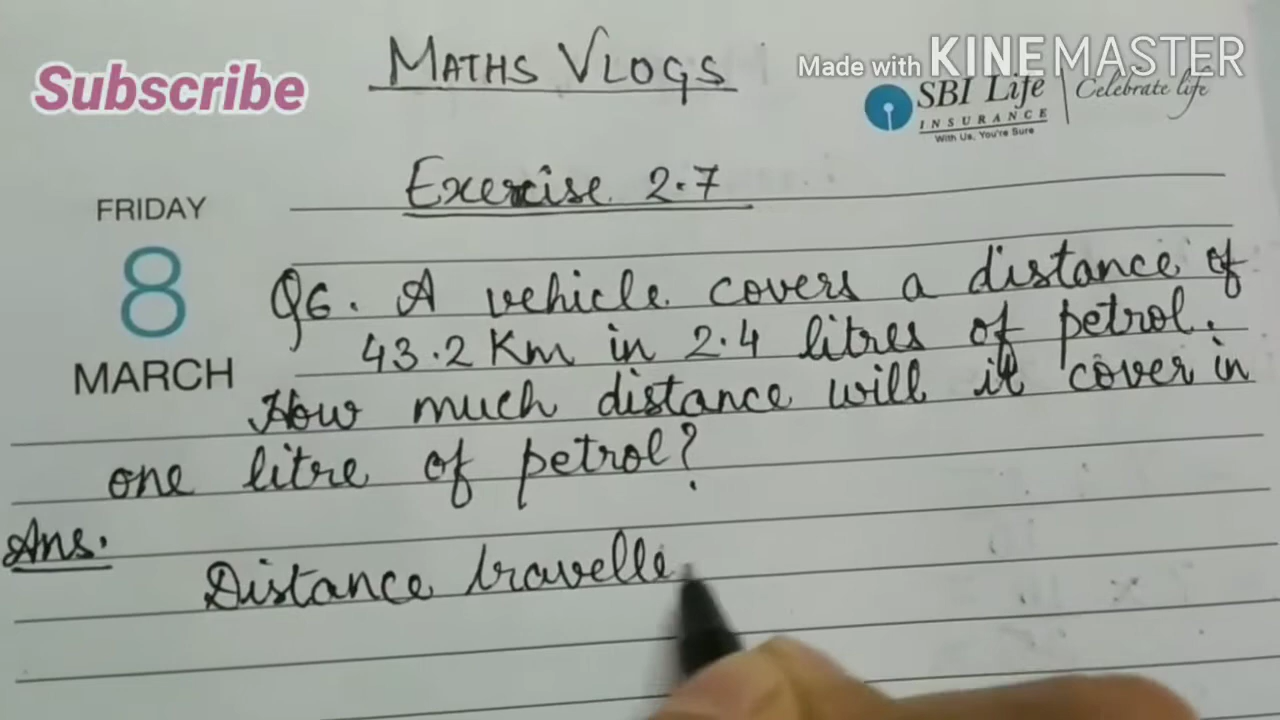 Subscribe
MATHS VLOGS
Made with KINEMASTER
SBI Life
INSURANCE
With Us, You're Sure
Celebrate life
Exercise 2.7
FRIDAY
8
MARCH
Q6. A vehicle covers a distance of
43.2 Km in 2.4 litres of petrol.
How much distance will it cover in
one litre of petrol?
Ans.
Distance travelle